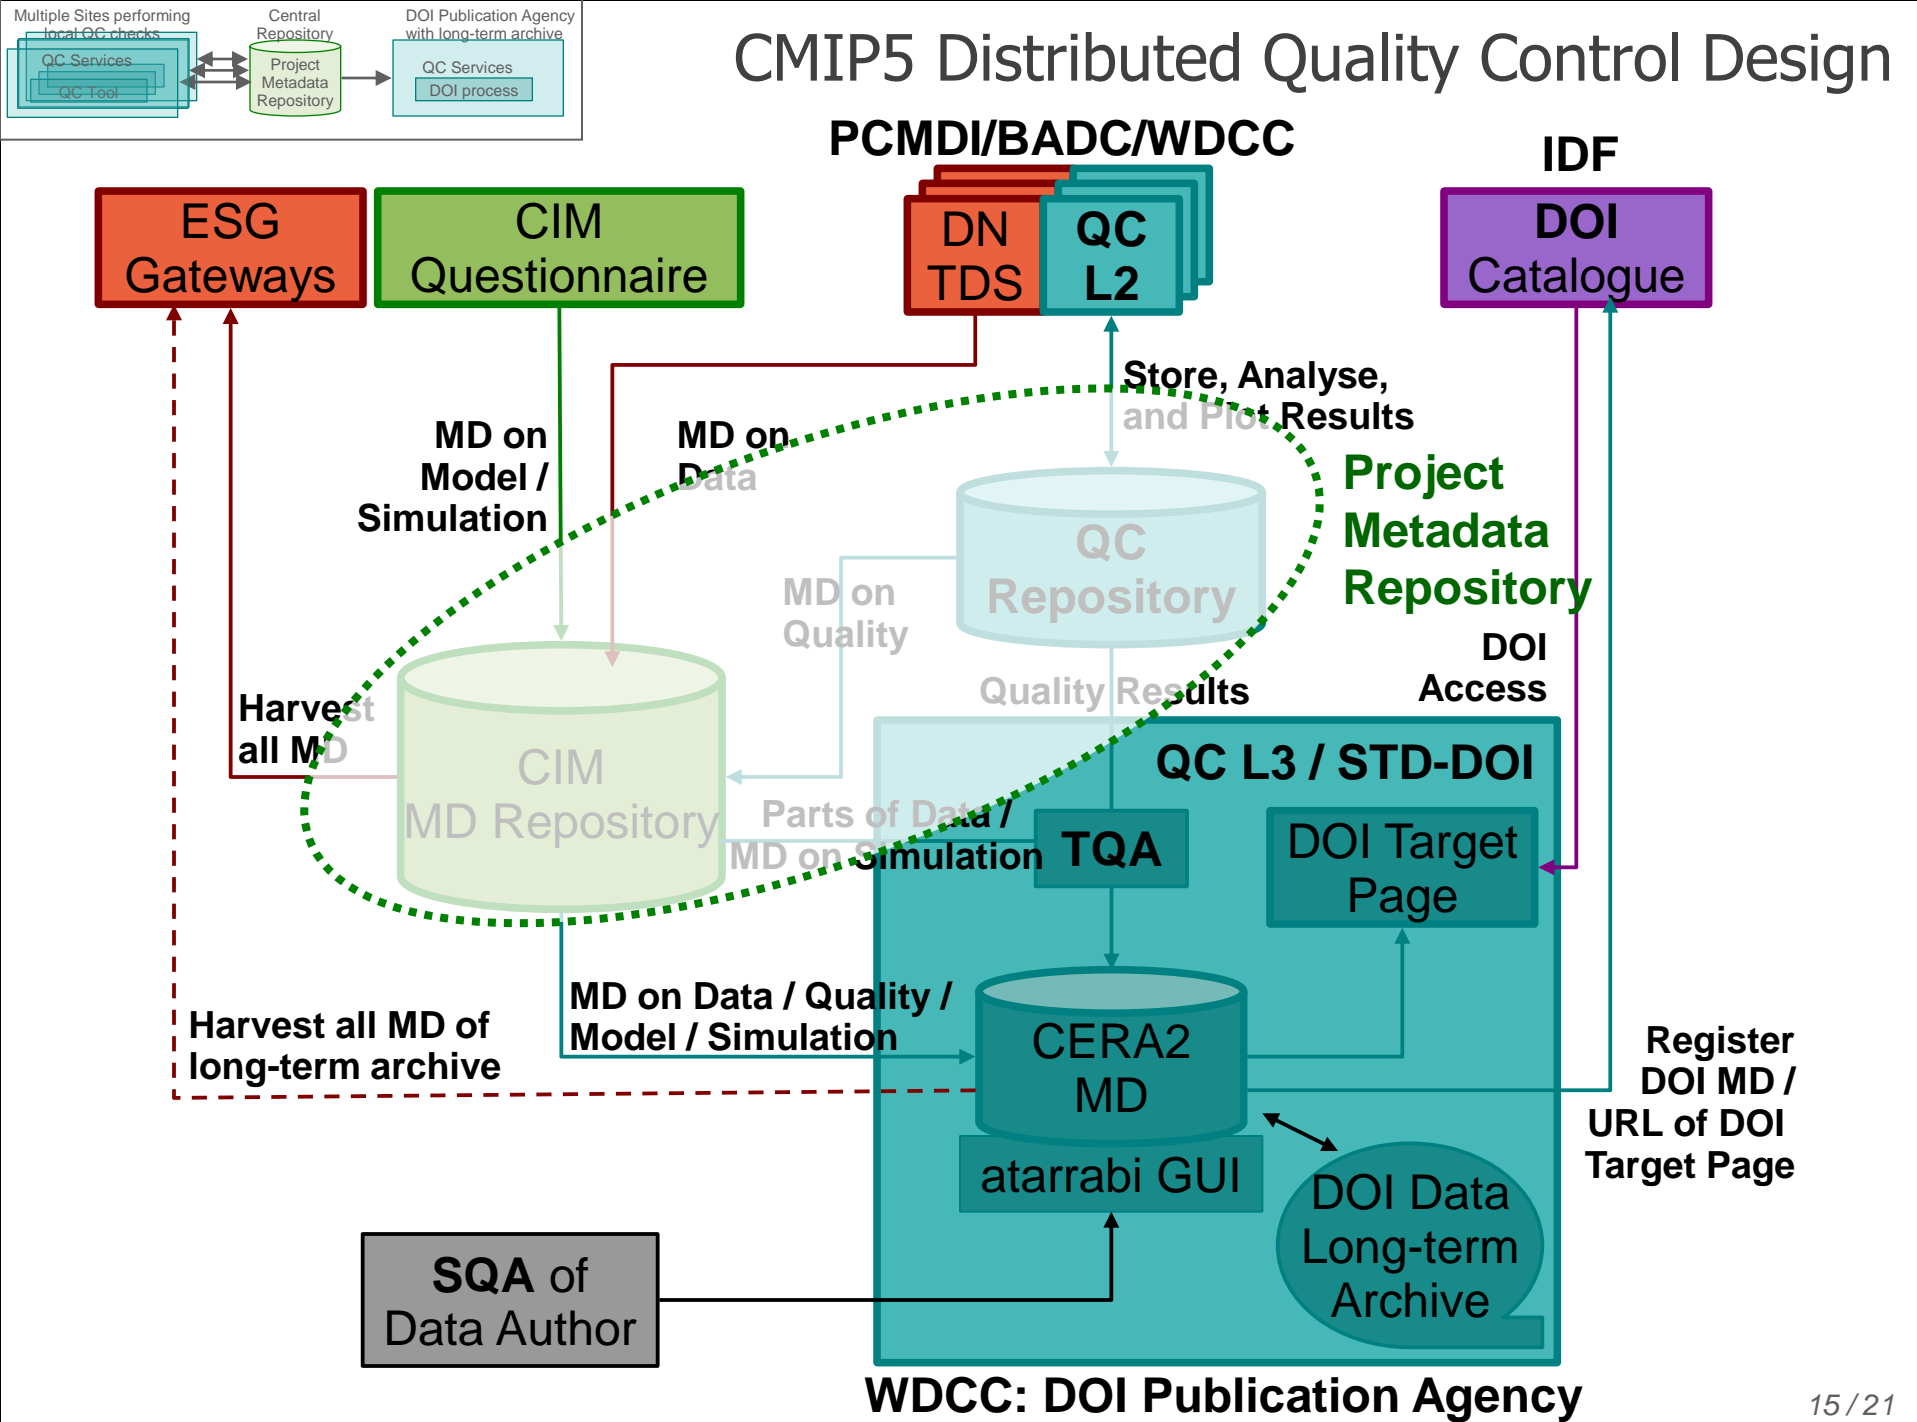 Multiple Sites performing
local QC checks
QC Services
QC Tool
Central
Repository
Project
Metadata
Repository
DOI Publication Agency
with long-term archive
QC Services
DOI process
CMIP5 Distributed Quality Control Design
PCMDI/BADC/WDCC
IDF
ESG
Gateways
CIM
Questionnaire
DN
TDS
QC
L2
DOI
Catalogue
Store, Analyse,
and Plot Results
MD on
Model /
Simulation
MD on
Data
Project
Metadata
Repository
QC
Repository
MD on
Quality
DOI
Access
Quality Results
Harvest
all MD
CIM
MD Repository
QC L3 / STD-DOI
Parts of Data /
MD on Simulation
TQA
DOI Target
Page
MD on Data / Quality /
Model / Simulation
Harvest all MD of
long-term archive
CERA2
MD
Register
DOI MD /
URL of DOI
Target Page
atarrabi GUI
DOI Data
Long-term
Archive
SQA of
Data Author
WDCC: DOI Publication Agency
15 / 21